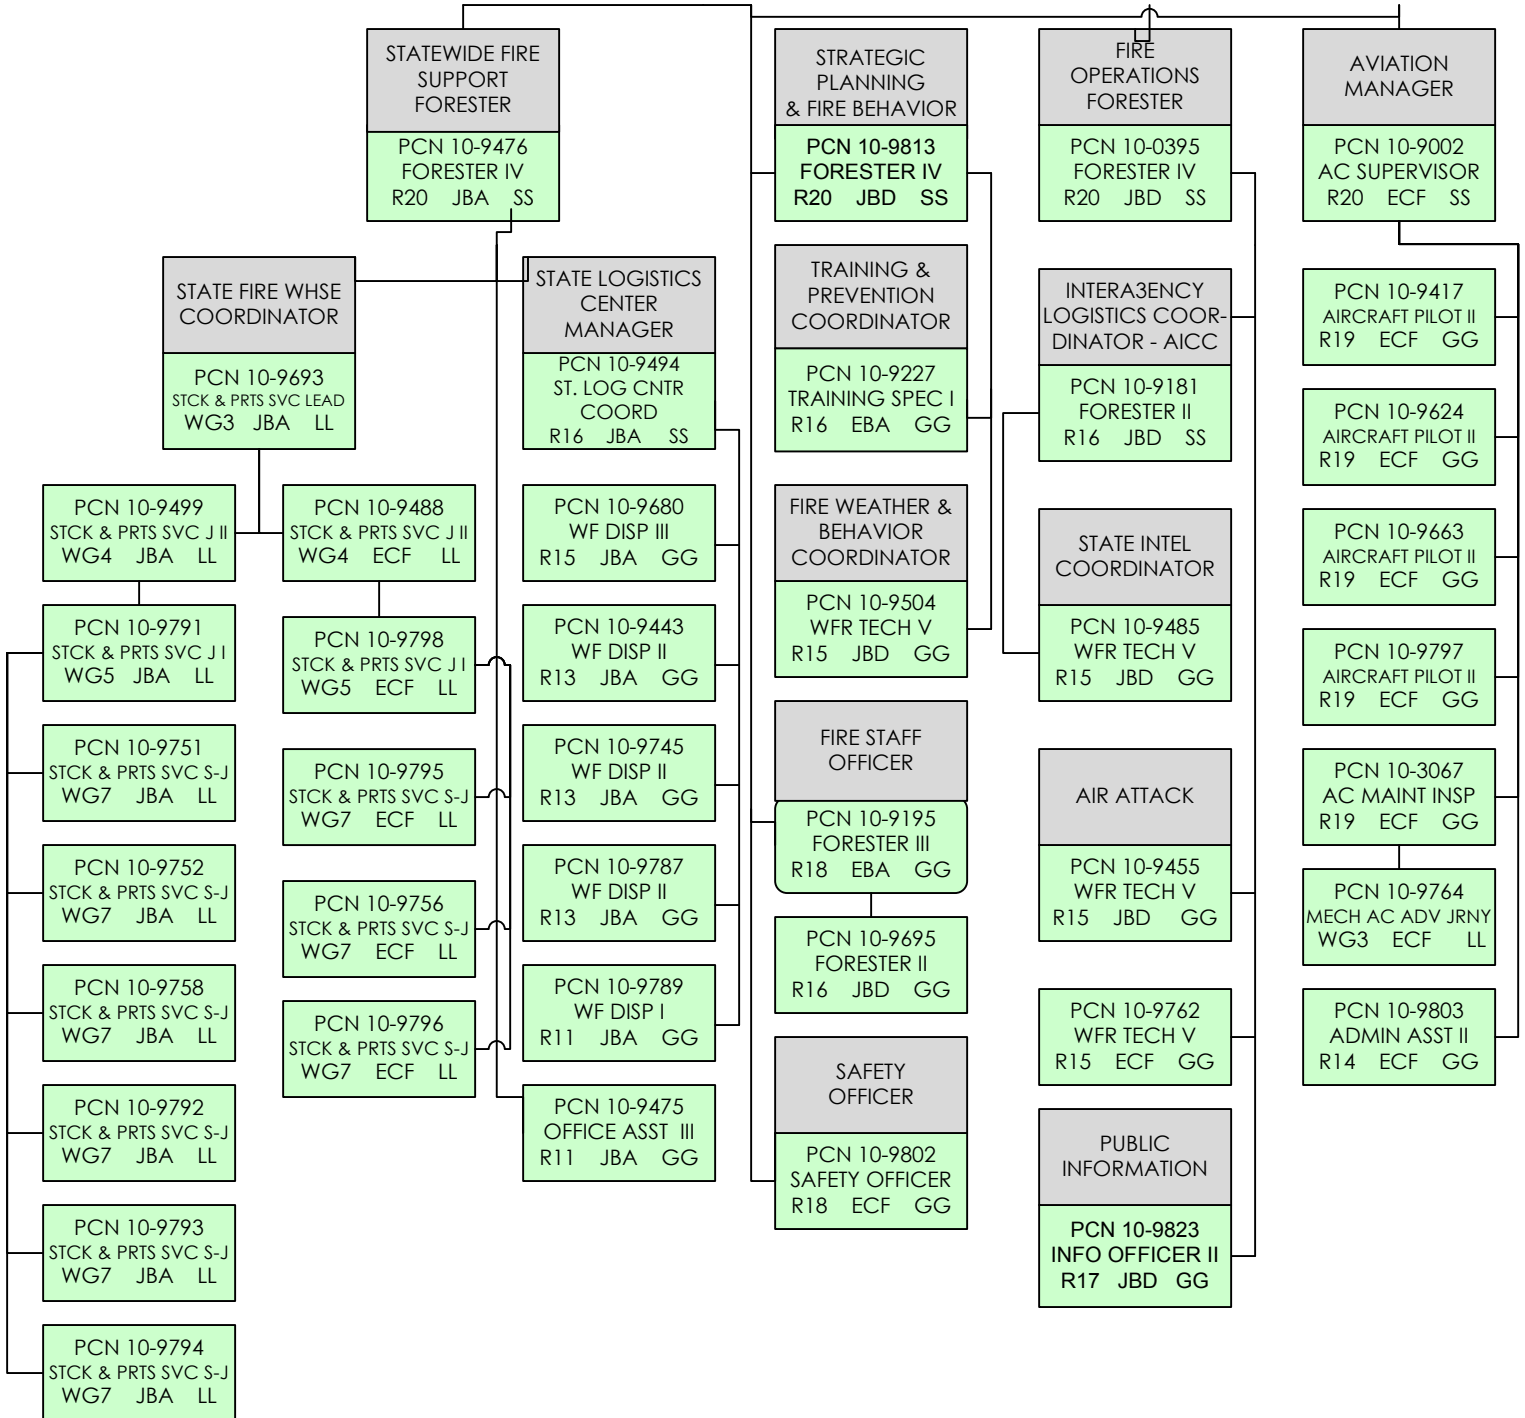 STATEWIDE FIRE
SUPPORT
FORESTER
PCN 10-9476
FORESTER IV
R20 JBA SS
STATE FIRE WHSE
COORDINATOR
PCN 10-9693
STCK & PRTS SVC LEAD
WG3 JBA LL
PCN 10-9499
STCK & PRTS SVC J II
WG4 JBA LL
PCN 10-9791
STCK & PRTS SVC J I
WG5 JBA LL
PCN 10-9751
STCK & PRTS SVC S-J
WG7 JBA LL
PCN 10-9752
STCK & PRTS SVC S-J
WG7 JBA LL
PCN 10-9758
STCK & PRTS SVC S-J
WG7 JBA LL
PCN 10-9792
STCK & PRTS SVC S-J
WG7 JBA LL
PCN 10-9793
STCK & PRTS SVC S-J
WG7 JBA LL
PCN 10-9794
STCK & PRTS SVC S-J
WG7 JBA LL
PCN 10-9488
STCK & PRTS SVC J II
WG4 ECF LL
PCN 10-9798
STCK & PRTS SVC J I
WG5 ECF LL
PCN 10-9795
STCK & PRTS SVC S-J
WG7 ECF LL
PCN 10-9756
STCK & PRTS SVC S-J
WG7 ECF LL
PCN 10-9796
STCK & PRTS SVC S-J
WG7 ECF LL
STATE LOGISTICS
CENTER
MANAGER
PCN 10-9494
ST. LOG CNTR
COORD
R16 JBA SS
PCN 10-9680
WF DISP III
R15 JBA GG
PCN 10-9443
WF DISP II
R13 JBA GG
PCN 10-9745
WF DISP II
R13 JBA GG
PCN 10-9787
WF DISP II
R13 JBA GG
PCN 10-9789
WF DISP I
R11 JBA GG
PCN 10-9475
OFFICE ASST III
R11 JBA GG
STRATEGIC
PLANNING
& FIRE BEHAVIOR
PCN 10-9813
FORESTER IV
R20 JBD SS
TRAINING &
PREVENTION
COORDINATOR
PCN 10-9227
TRAINING SPEC I
R16 EBA GG
FIRE WEATHER &
BEHAVIOR
COORDINATOR
PCN 10-9504
WFR TECH V
R15 JBD GG
FIRE STAFF
OFFICER
PCN 10-9195
FORESTER III
R18 EBA GG
PCN 10-9695
FORESTER II
R16 JBD GG
SAFETY
OFFICER
PCN 10-9802
SAFETY OFFICER
R18 ECF GG
FIRE
OPERATIONS
FORESTER
PCN 10-0395
FORESTER IV
R20 JBD SS
INTERA3ENCY
LOGISTICS COOR-
DINATOR - AICC
PCN 10-9181
FORESTER II
R16 JBD SS
STATE INTEL
COORDINATOR
PCN 10-9485
WFR TECH V
R15 JBD GG
AIR ATTACK
PCN 10-9455
WFR TECH V
R15 JBD GG
PCN 10-9762
WFR TECH V
R15 ECF GG
PUBLIC
INFORMATION
PCN 10-9823
INFO OFFICER II
R17 JBD GG
AVIATION
MANAGER
PCN 10-9002
AC SUPERVISOR
R20 ECF SS
PCN 10-9417
AIRCRAFT PILOT II
R19 ECF GG
PCN 10-9624
AIRCRAFT PILOT II
R19 ECF GG
PCN 10-9663
AIRCRAFT PILOT II
R19 ECF GG
PCN 10-9797
AIRCRAFT PILOT II
R19 ECF GG
PCN 10-3067
AC MAINT INSP
R19 ECF GG
PCN 10-9764
MECH AC ADV JRNY
WG3 ECF LL
PCN 10-9803
ADMIN ASST II
R14 ECF GG